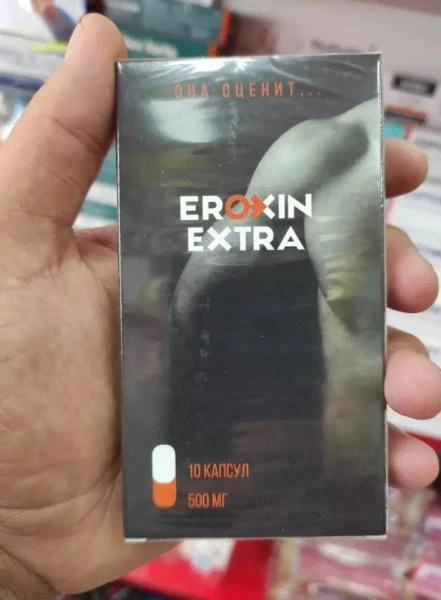 ОНА ОЦЕНИТ...
EROXIN
EXTRA
10 КАПСУЛ
500 МГ